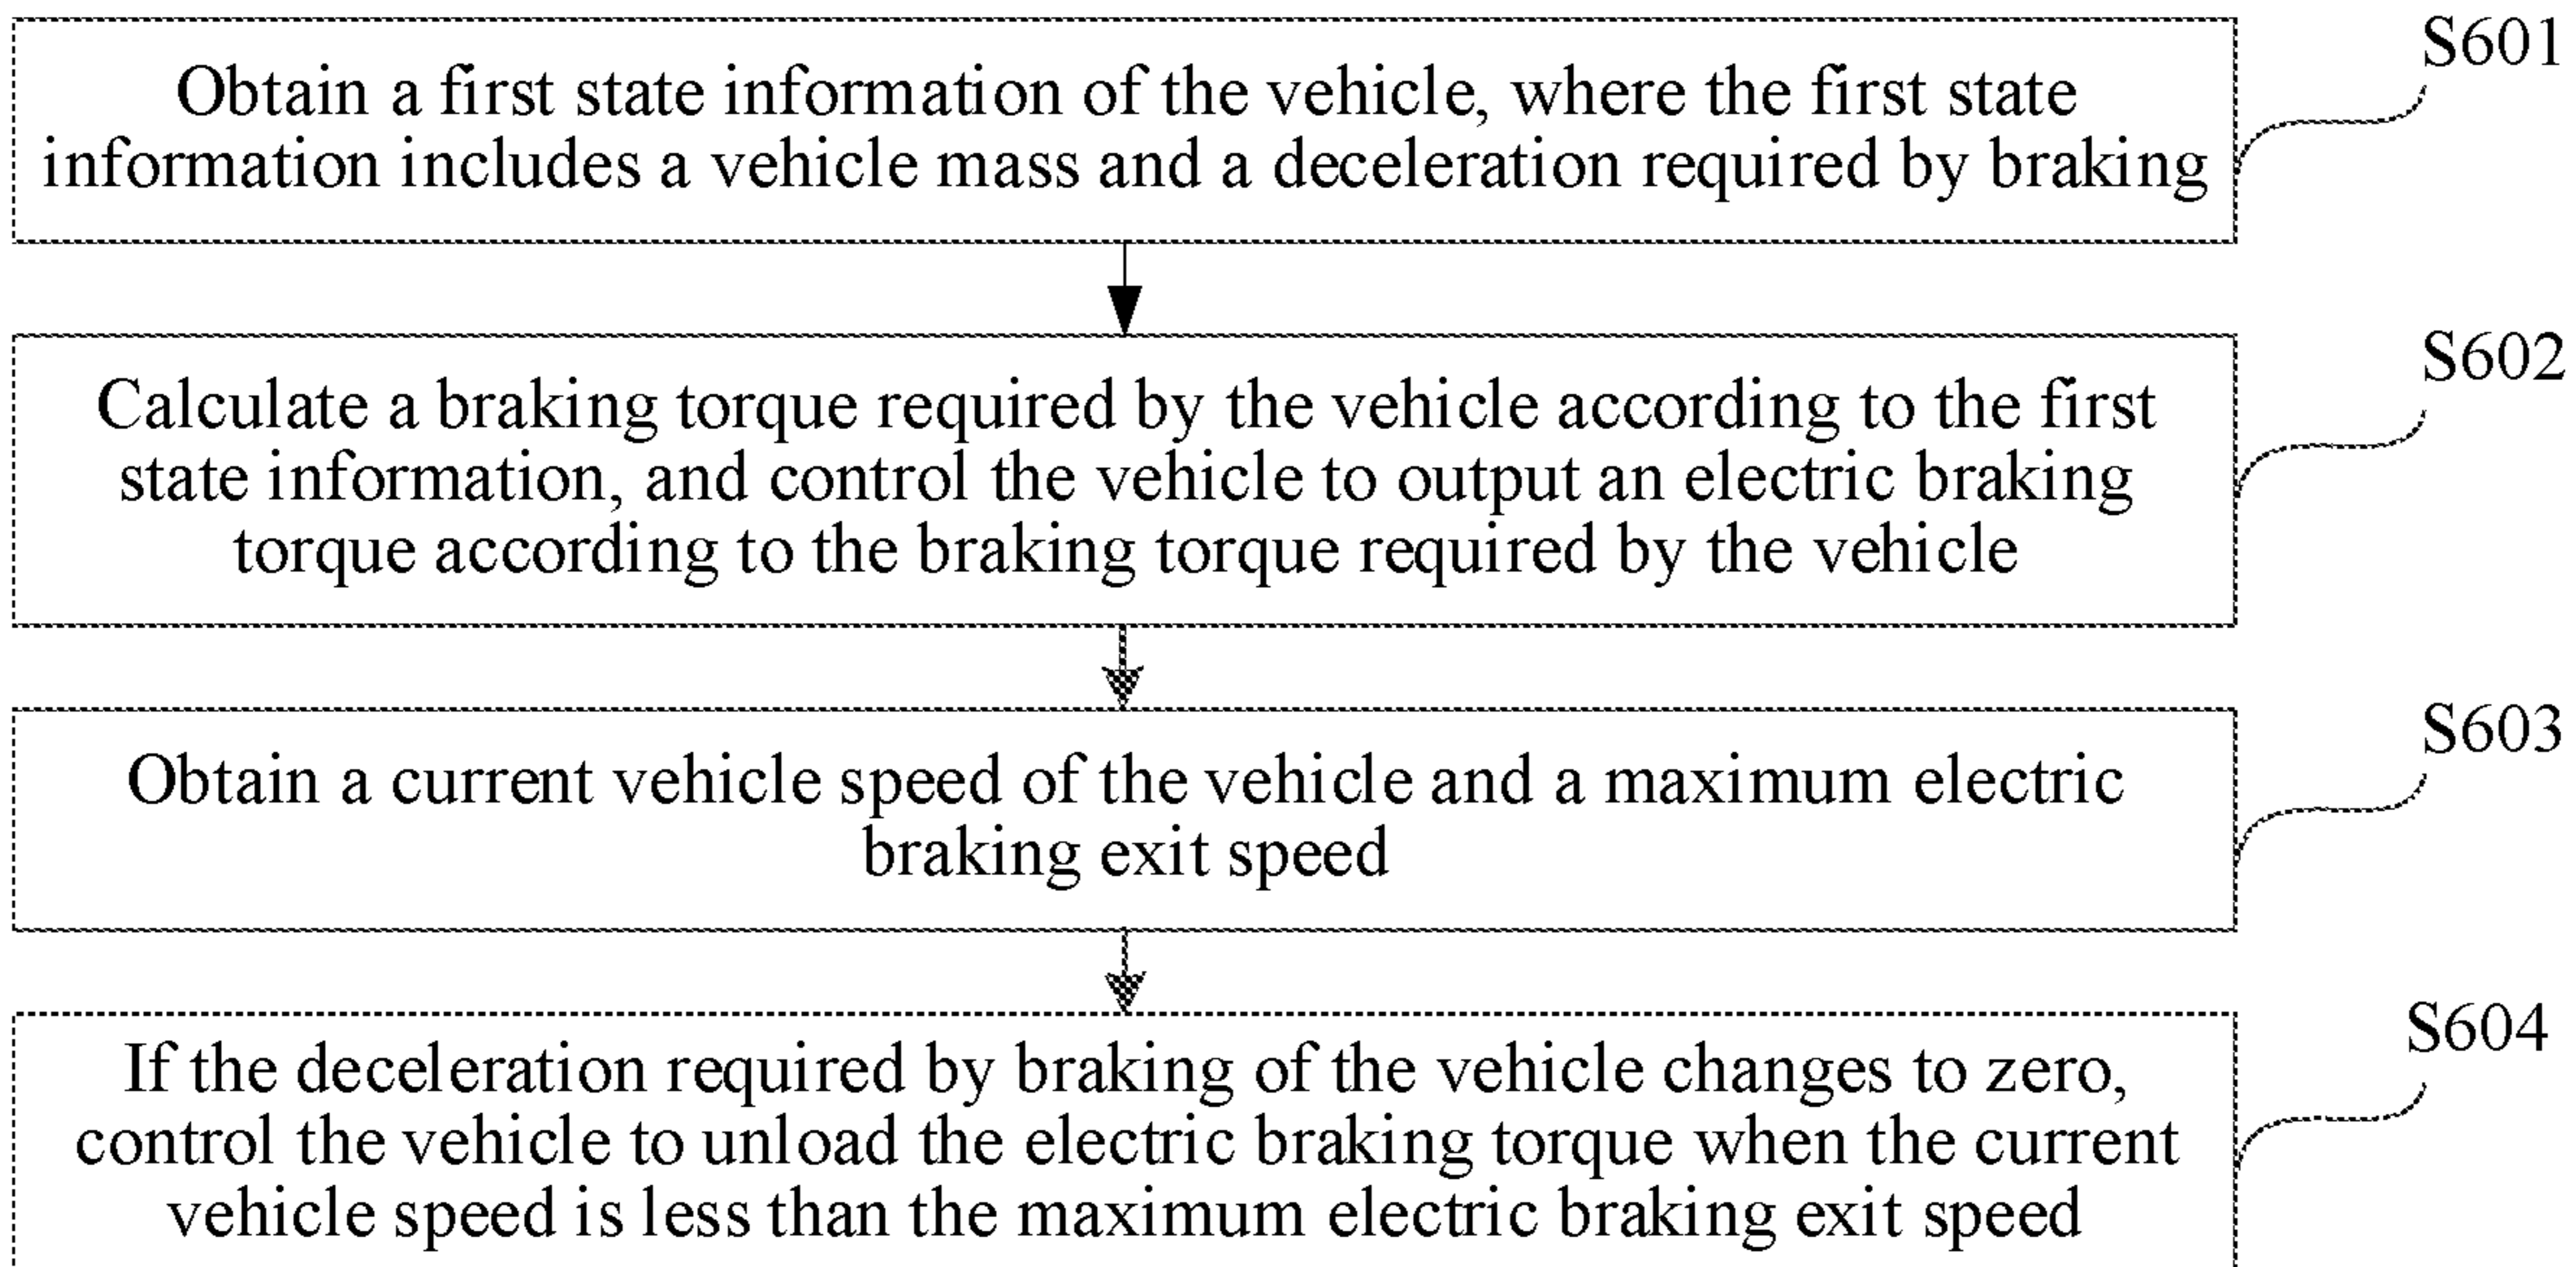 S601
Obtain a first state information of the vehicle, where the first state
information includes a vehicle mass and a deceleration required by braking
S602
Calculate a braking torque required by the vehicle according to the first
state information, and control the vehicle to output an electric braking
torque according to the braking torque required by the vehicle
S603
Obtain a current vehicle speed of the vehicle and a maximum electric
braking exit speed
S604
If the deceleration required by braking of the vehicle changes to zero,
control the vehicle to unload the electric braking torque when the current
vehicle speed is less than the maximum electric braking exit speed